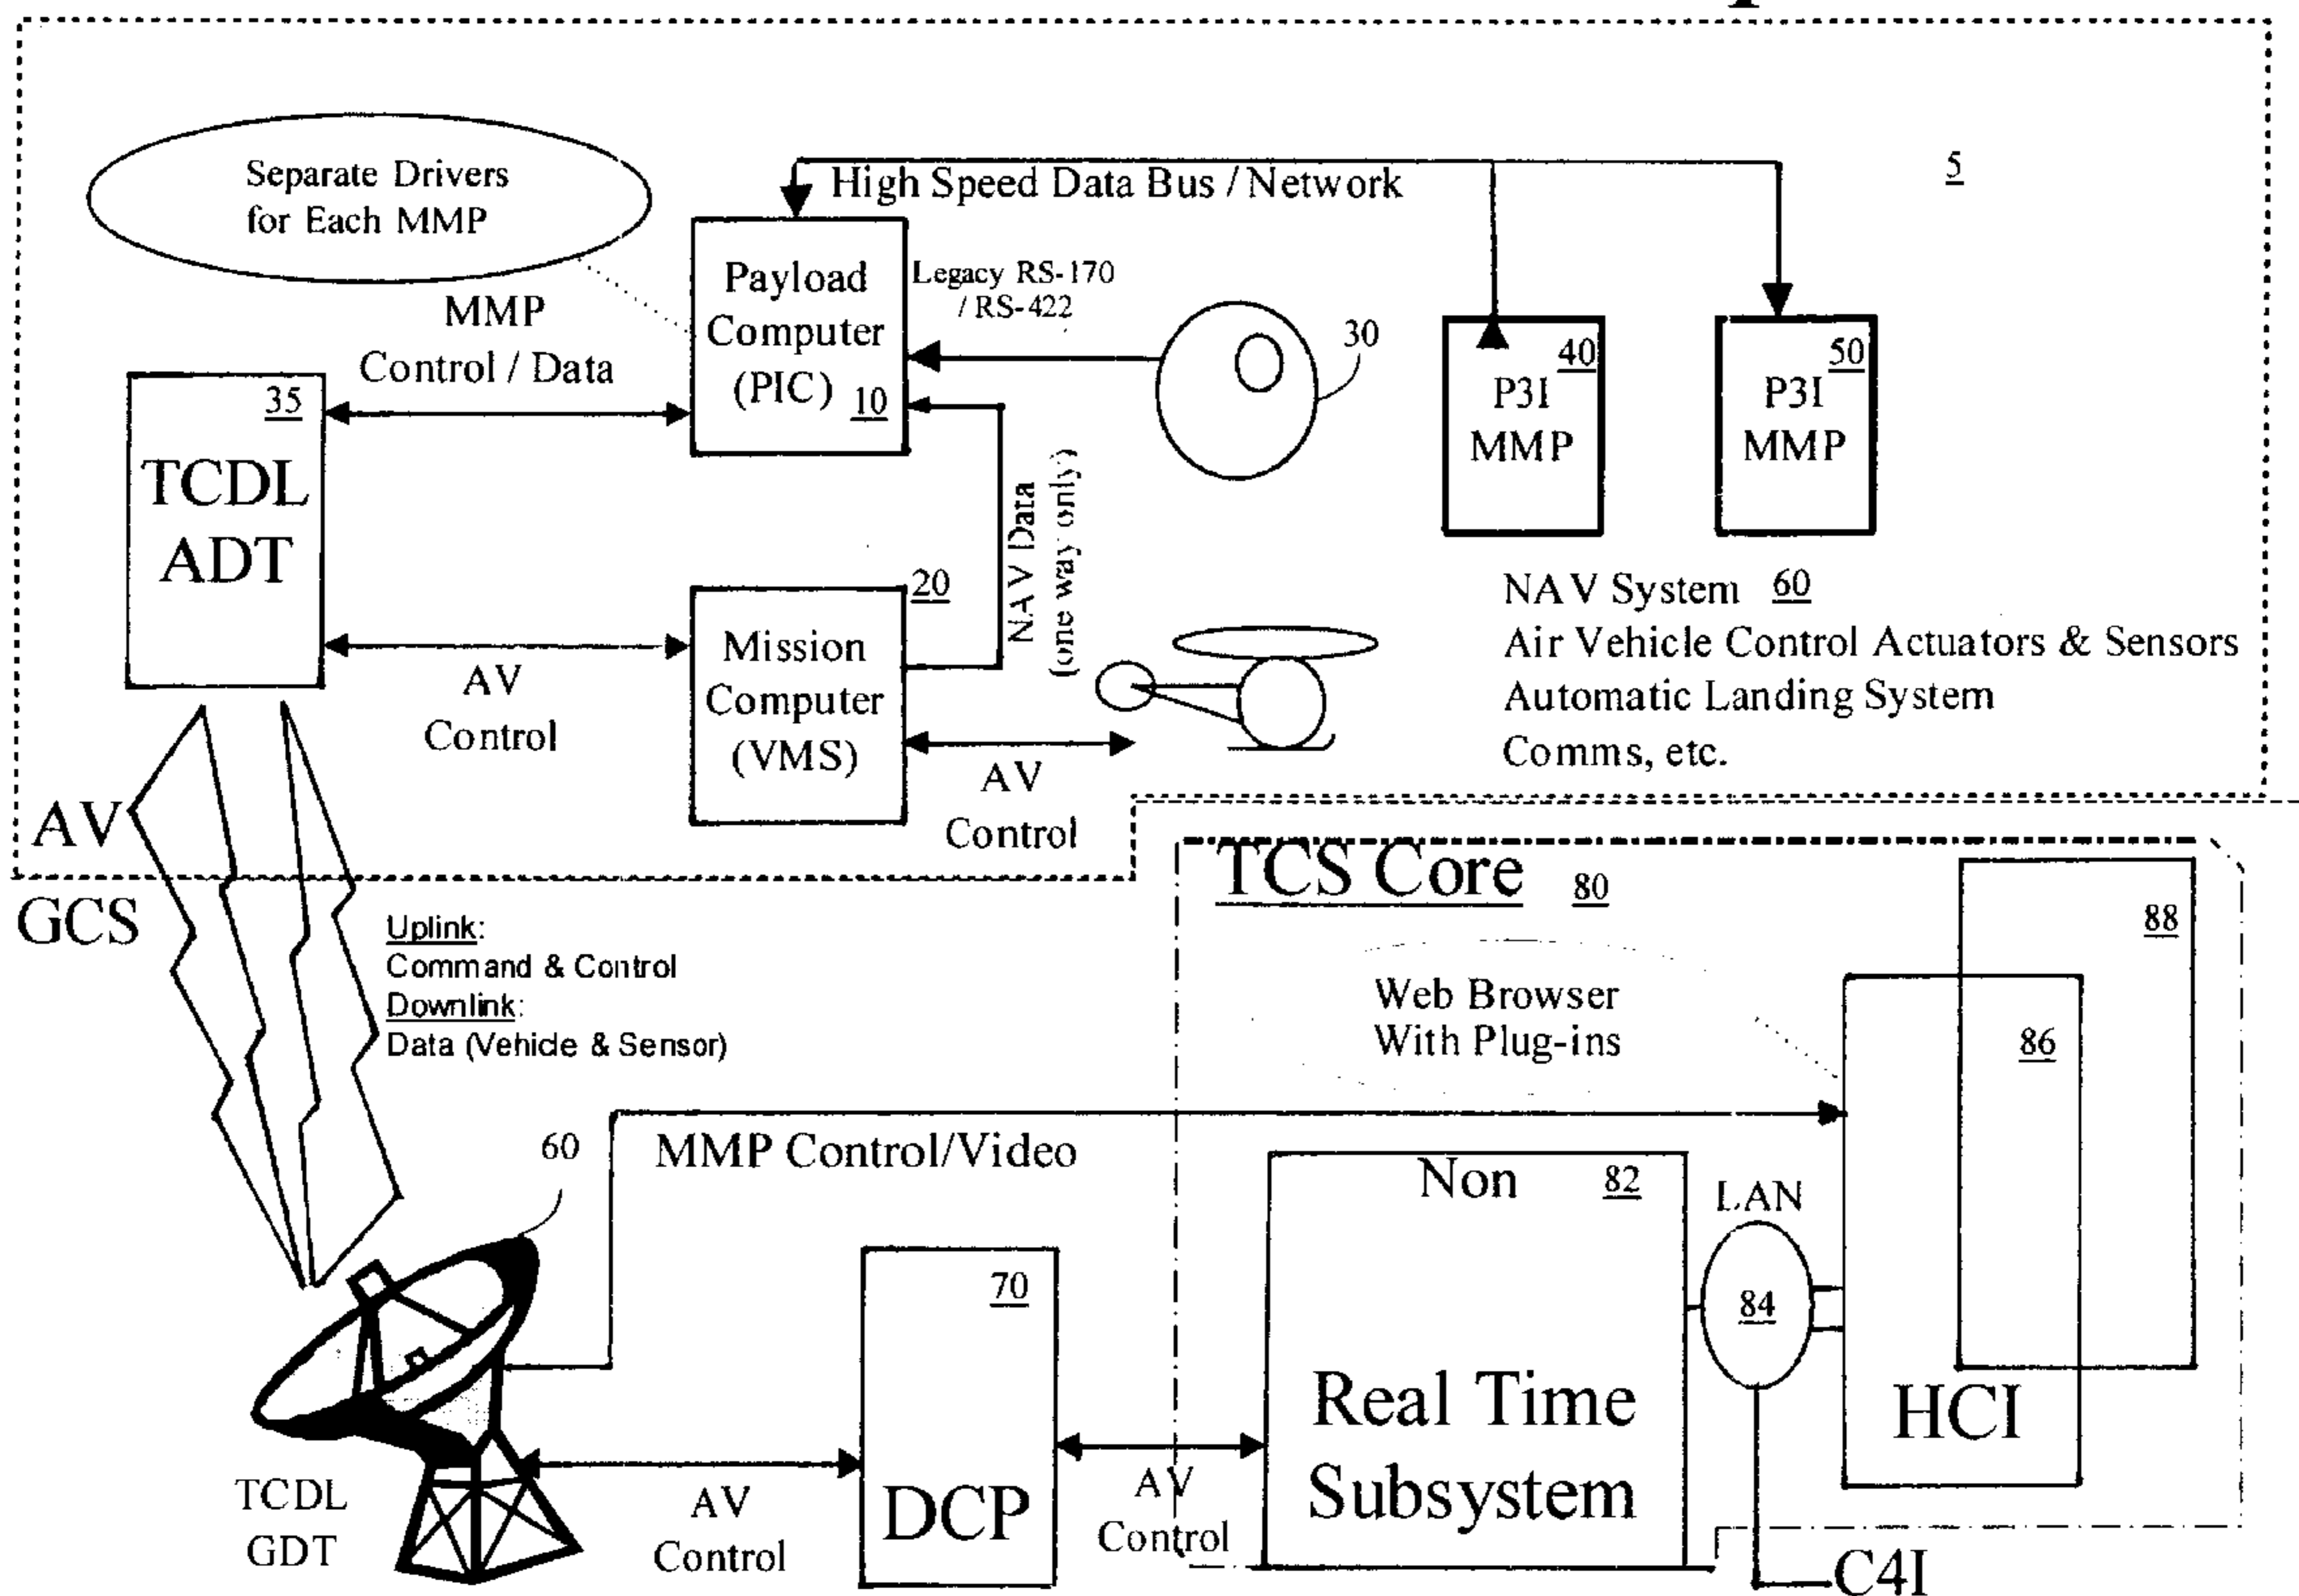 Separate Drivers
for Each MMP
High Speed Data Bus / Network
5
Payload
Computer
(PIC)
10
Legacy RS-170
/ RS-422
30
40
P3I
MMP
50
P3I
MMP
MMP
Control / Data
35
TCDL
ADT
NAV Data
(one way only)
20
Mission
Computer
(VMS)
AV
Control
AV
Control
NAV System 60
Air Vehicle Control Actuators & Sensors
Automatic Landing System
Comms, etc.
AV
GCS
Uplink:
Command & Control
Downlink:
Data (Vehicle & Sensor)
TCS Core 80
88
Web Browser
With Plug-ins
86
60
MMP Control/Video
Non 82
Real Time
Subsystem
LAN
84
HCI
70
DCP
TCDL
GDT
AV
Control
AV
Control
C4I